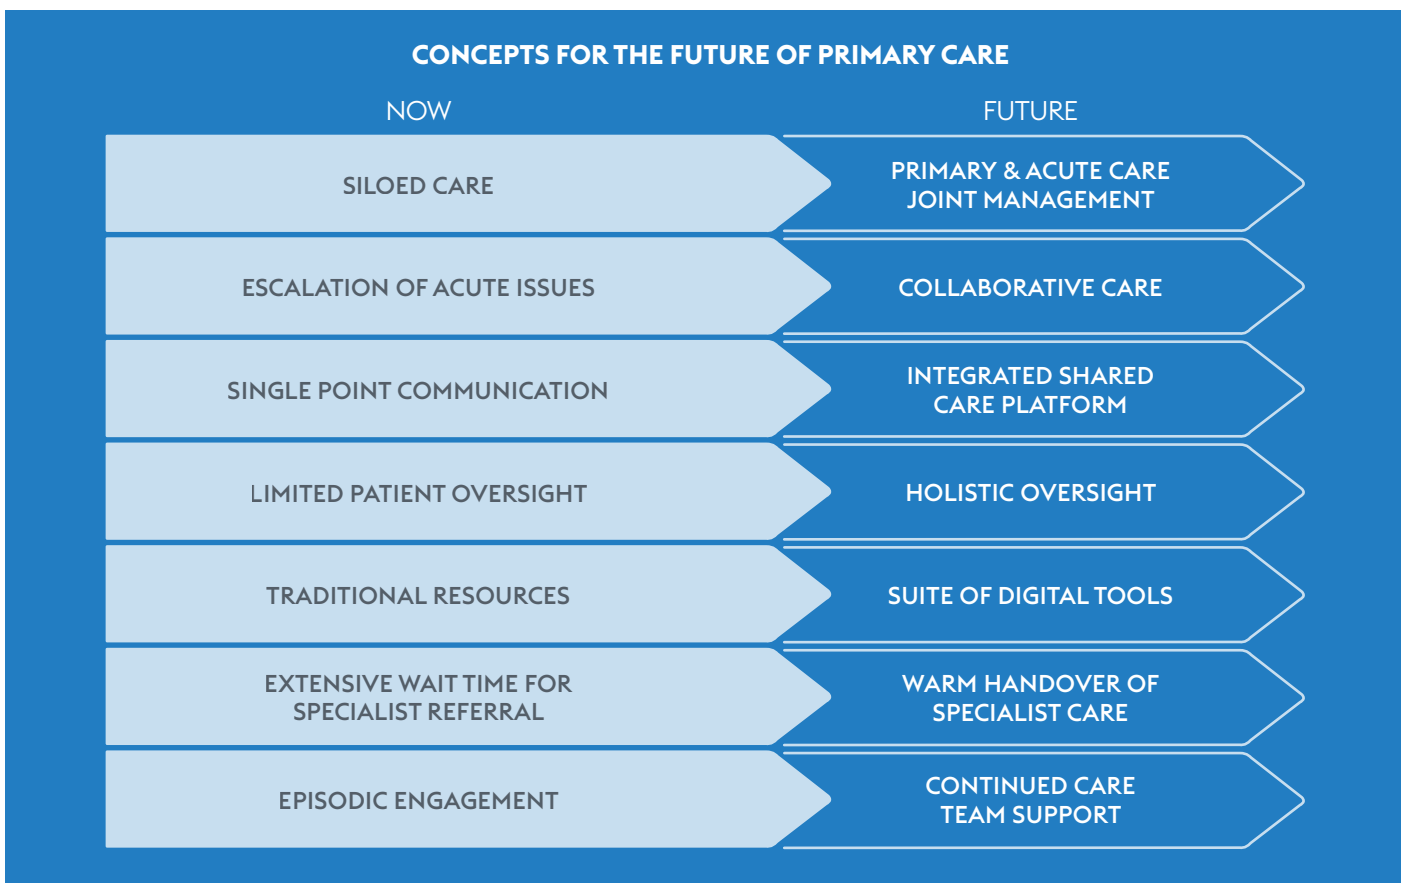 CONCEPTS FOR THE FUTURE OF PRIMARY CARE
NOW
FUTURE
SILOED CARE
PRIMARY & ACUTE CARE
JOINT MANAGEMENT
ESCALATION OF ACUTE ISSUES
COLLABORATIVE CARE
SINGLE POINT COMMUNICATION
INTEGRATED SHARED
CARE PLATFORM
LIMITED PATIENT OVERSIGHT
HOLISTIC OVERSIGHT
TRADITIONAL RESOURCES
SUITE OF DIGITAL TOOLS
EXTENSIVE WAIT TIME FOR
SPECIALIST REFERRAL
WARM HANDOVER OF
SPECIALIST CARE
EPISODIC ENGAGEMENT
CONTINUED CARE
TEAM SUPPORT